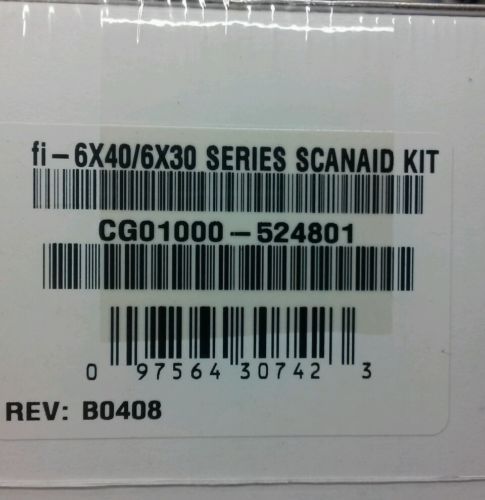 fi-6X40/6X30 SERIES SCANAID KIT
CG01000-524801
0 97564 30742 3
REV: B0408